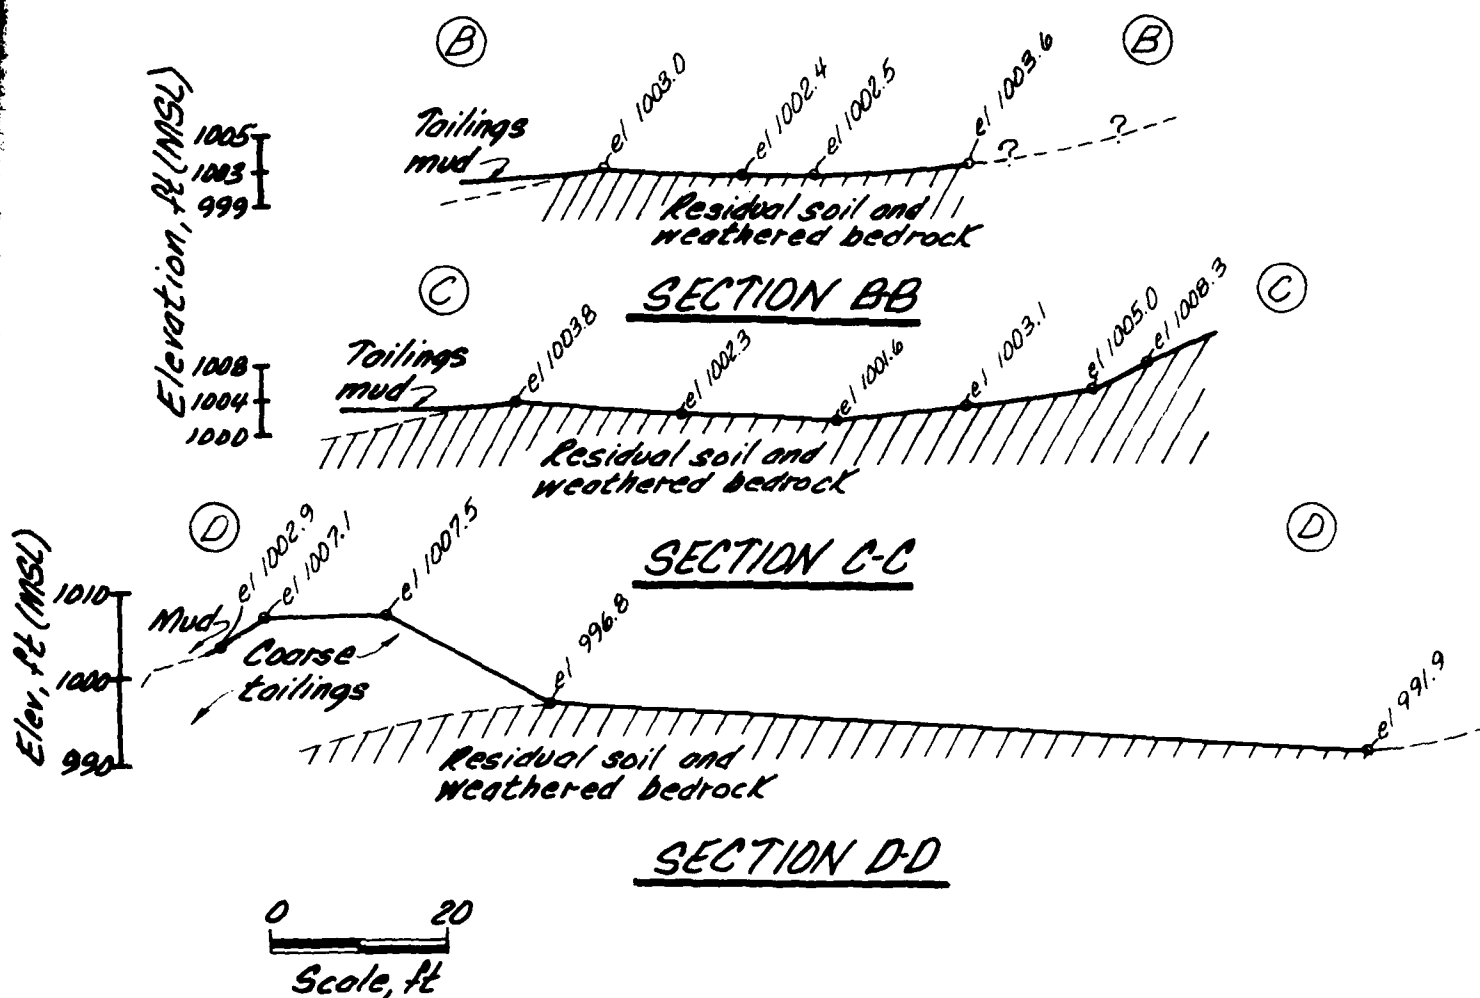 B
B
Elevation, ft (MSL)
1005
1003
999
Tailings
mud
el 1003.0
el 1002.4
el 1002.5
el 1003.6
?
?
Residual soil and
weathered bedrock
SECTION B-B
C
C
1008
1004
1000
Tailings
mud
el 1003.8
el 1002.3
el 1001.6
el 1003.1
el 1005.0
el 1008.3
Residual soil and
weathered bedrock
SECTION C-C
D
D
Elev, ft (MSL)
1010
1000
990
Mud
el 1002.9
el 1007.1
el 1007.5
Coarse
tailings
el 996.8
el 991.9
Residual soil and
weathered bedrock
SECTION D-D
0 20
Scale, ft